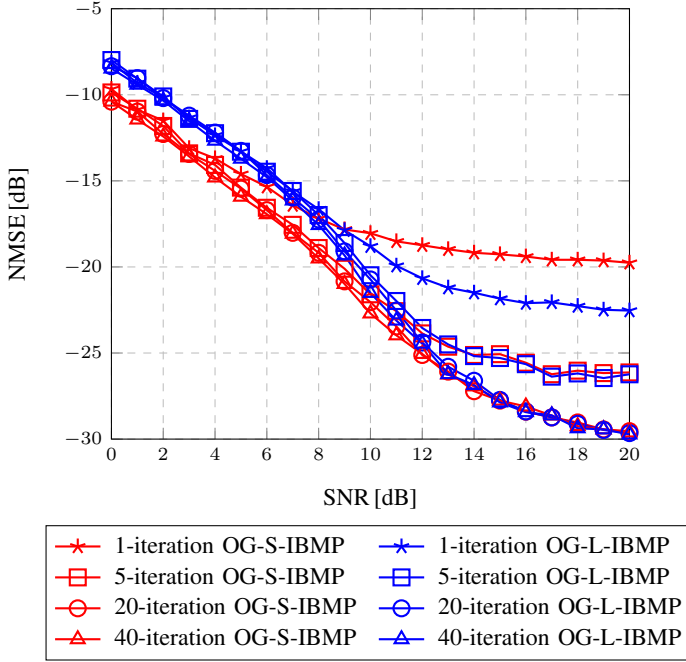 −5
−10
−15
−20
−25
−30
NMSE [dB]
0 2 4 6 8 10 12 14 16 18 20
SNR [dB]
1-iteration OG-S-IBMP 1-iteration OG-L-IBMP
5-iteration OG-S-IBMP 5-iteration OG-L-IBMP
20-iteration OG-S-IBMP 20-iteration OG-L-IBMP
40-iteration OG-S-IBMP 40-iteration OG-L-IBMP